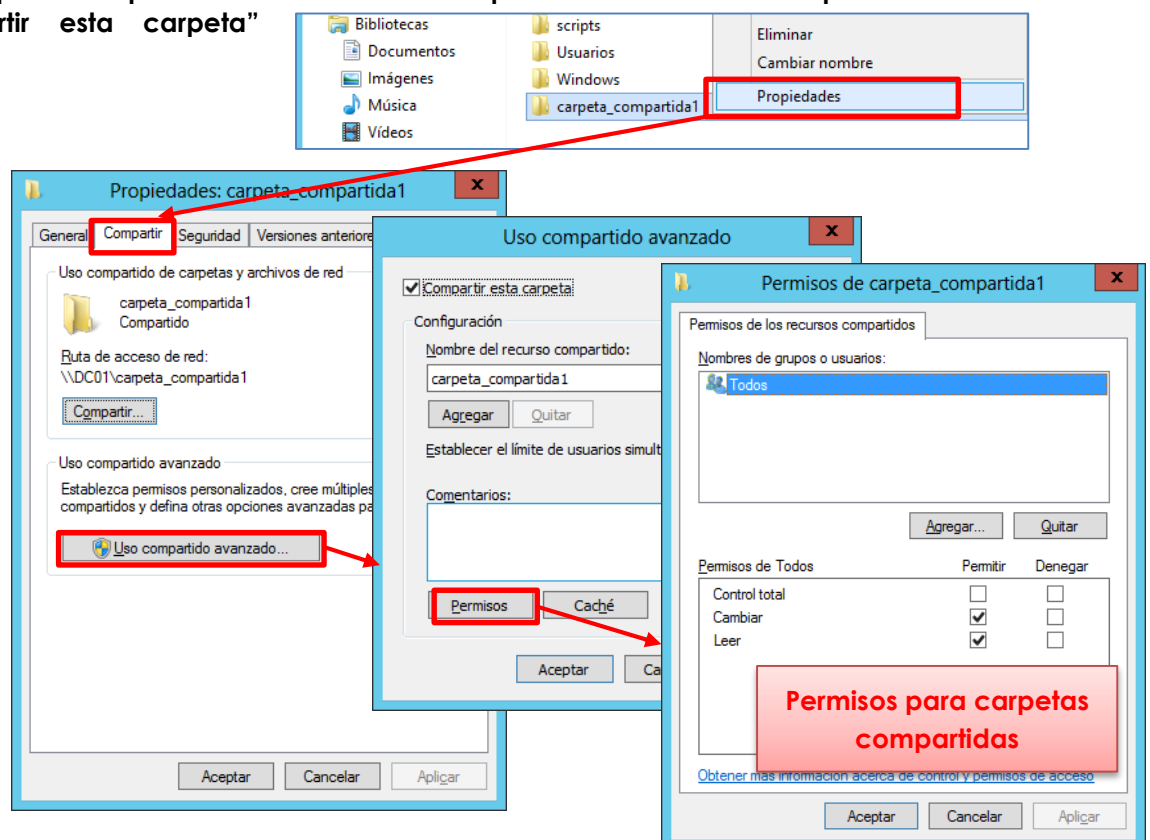 rtir esta carpeta”
Bibliotecas
Documentos
Imágenes
Música
Vídeos
scripts
Usuarios
Windows
carpeta_compartida1
Eliminar
Cambiar nombre
Propiedades
Propiedades: carpeta_compartida1
x
General
Compartir
Seguridad
Versiones anteriore
Uso compartido de carpetas y archivos de red
carpeta_compartida1
Compartido
Ruta de acceso de red:
\\DC01\carpeta_compartida1
Compartir...
Uso compartido avanzado
Establezca permisos personalizados, cree múltiples
compartidos y defina otras opciones avanzadas pa
Uso compartido avanzado...
Aceptar
Cancelar
Aplicar
Uso compartido avanzado
x
Compartir esta carpeta
Configuración
Nombre del recurso compartido:
carpeta_compartida1
Agregar
Quitar
Establecer el límite de usuarios simult
Comentarios:
Permisos
Caché
Aceptar
Ca
Permisos de carpeta_compartida1
x
Permisos de los recursos compartidos
Nombres de grupos o usuarios:
Todos
Agregar...
Quitar
Permisos de Todos Permitir Denegar
Control total
Cambiar
Leer
Permisos para carpetas
compartidas
Obtener más información acerca de control y permisos de acceso
Aceptar
Cancelar
Aplicar